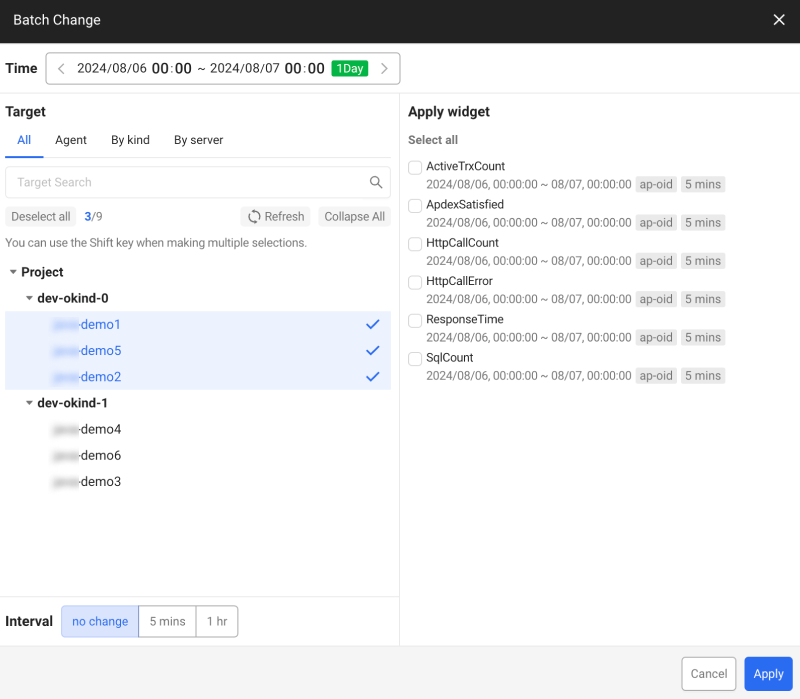 Batch Change
Time 2024/08/06 00:00 ~ 2024/08/07 00:00 1Day
Target
All Agent By kind By server
Target Search
Deselect all 3/9 Refresh Collapse All
You can use the Shift key when making multiple selections.
Project
dev-okind-0
-demo1
-demo5
-demo2
dev-okind-1
-demo4
-demo6
-demo3
Interval no change 5 mins 1 hr
Apply widget
Select all
ActiveTrxCount
2024/08/06, 00:00:00 ~ 08/07, 00:00:00 ap-oid 5 mins
ApdexSatisfied
2024/08/06, 00:00:00 ~ 08/07, 00:00:00 ap-oid 5 mins
HttpCallCount
2024/08/06, 00:00:00 ~ 08/07, 00:00:00 ap-oid 5 mins
HttpCallError
2024/08/06, 00:00:00 ~ 08/07, 00:00:00 ap-oid 5 mins
ResponseTime
2024/08/06, 00:00:00 ~ 08/07, 00:00:00 ap-oid 5 mins
SqlCount
2024/08/06, 00:00:00 ~ 08/07, 00:00:00 ap-oid 5 mins
Cancel Apply